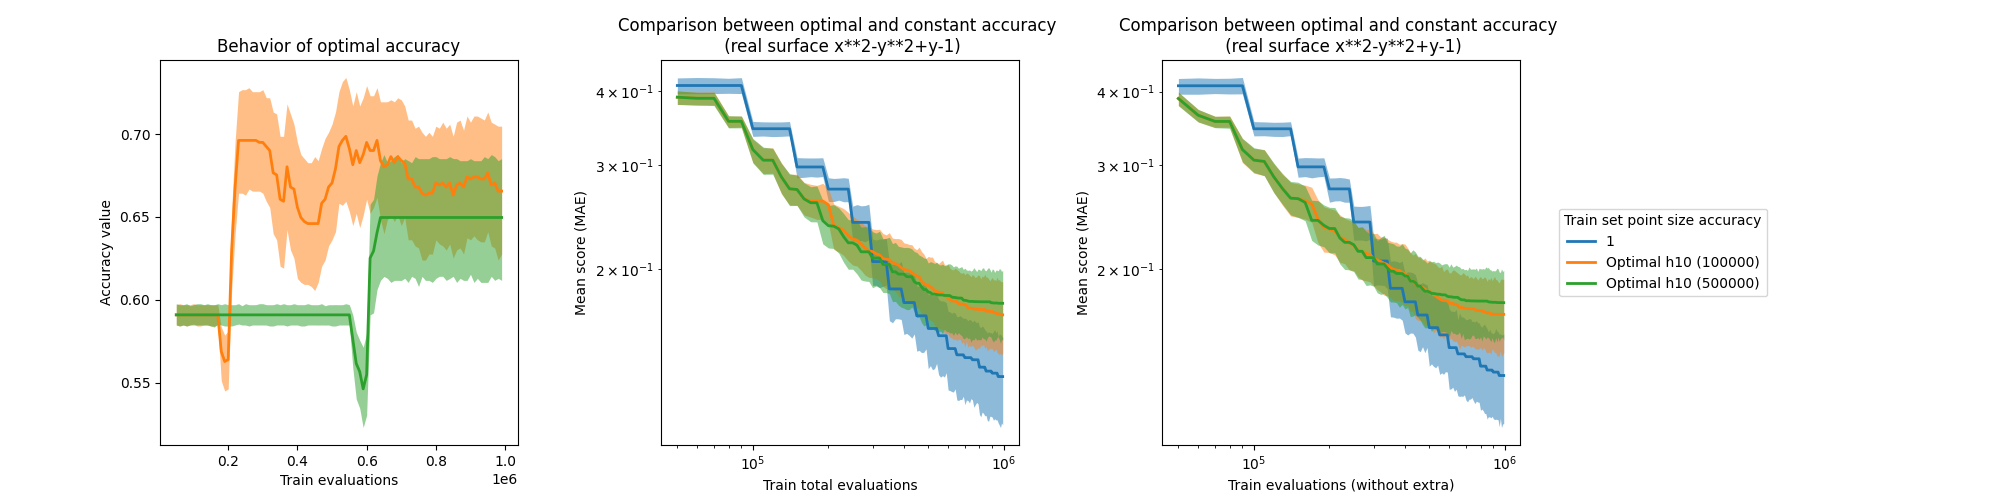 Behavior of optimal accuracy
Accuracy value
0.70
0.65
0.60
0.55
0.2 0.4 0.6 0.8 1.0
1e6
Train evaluations
Comparison between optimal and constant accuracy
(real surface x**2-y**2+y-1)
Mean score (MAE)
4 × 10⁻¹
3 × 10⁻¹
2 × 10⁻¹
10⁵ 10⁶
Train total evaluations
Comparison between optimal and constant accuracy
(real surface x**2-y**2+y-1)
Mean score (MAE)
4 × 10⁻¹
3 × 10⁻¹
2 × 10⁻¹
10⁵ 10⁶
Train evaluations (without extra)
Train set point size accuracy
1
Optimal h10 (100000)
Optimal h10 (500000)